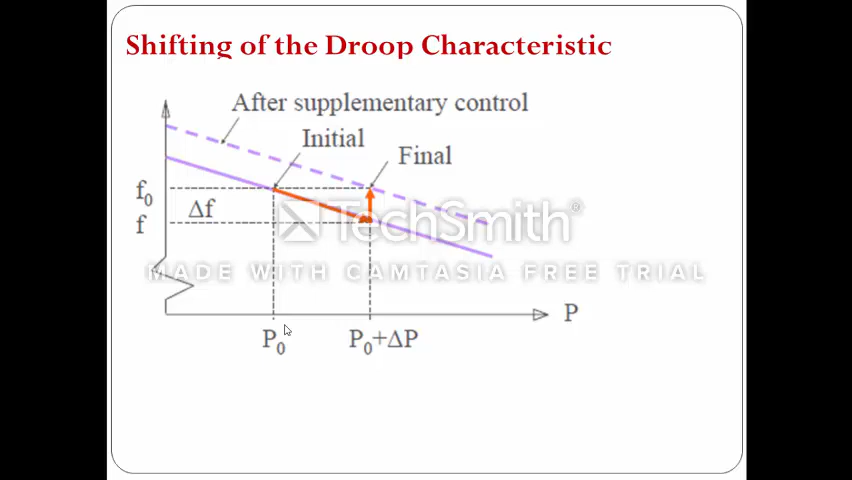 Shifting of the Droop Characteristic
After supplementary control
Initial
Final
f₀
Δf
f
TechSmith®
MADE WITH CAMTASIA FREE TRIAL
P
P₀
P₀+ΔP